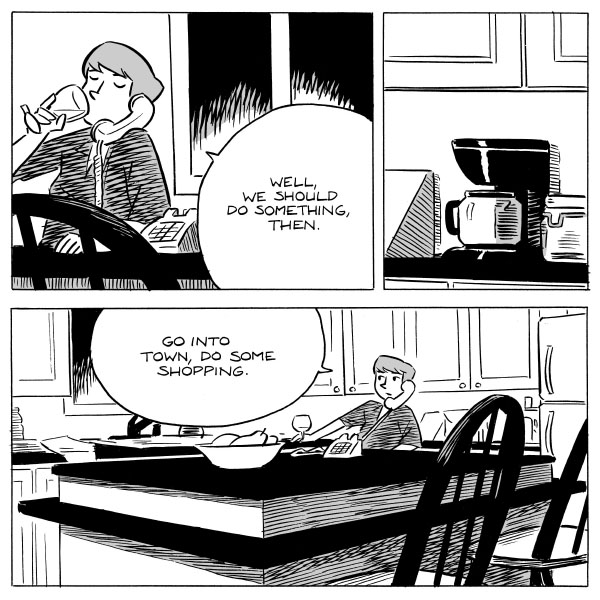 WELL,
WE SHOULD
DO SOMETHING,
THEN.
GO INTO
TOWN, DO SOME
SHOPPING.